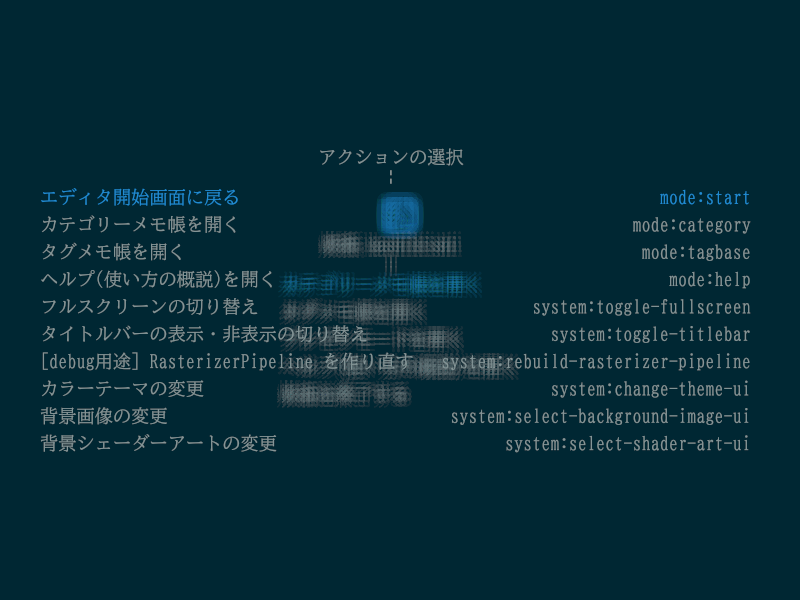 アクションの選択
エディタ開始画面に戻る mode:start
カテゴリーメモ帳を開く mode:category
タグメモ帳を開く mode:tagbase
ヘルプ(使い方の概説)を開く mode:help
フルスクリーンの切り替え system:toggle-fullscreen
タイトルバーの表示・非表示の切り替え system:toggle-titlebar
[debug用途] RasterizerPipeline を作り直す system:rebuild-rasterizer-pipeline
カラーテーマの変更 system:change-theme-ui
背景画像の変更 system:select-background-image-ui
背景シェーダーアートの変更 system:select-shader-art-ui